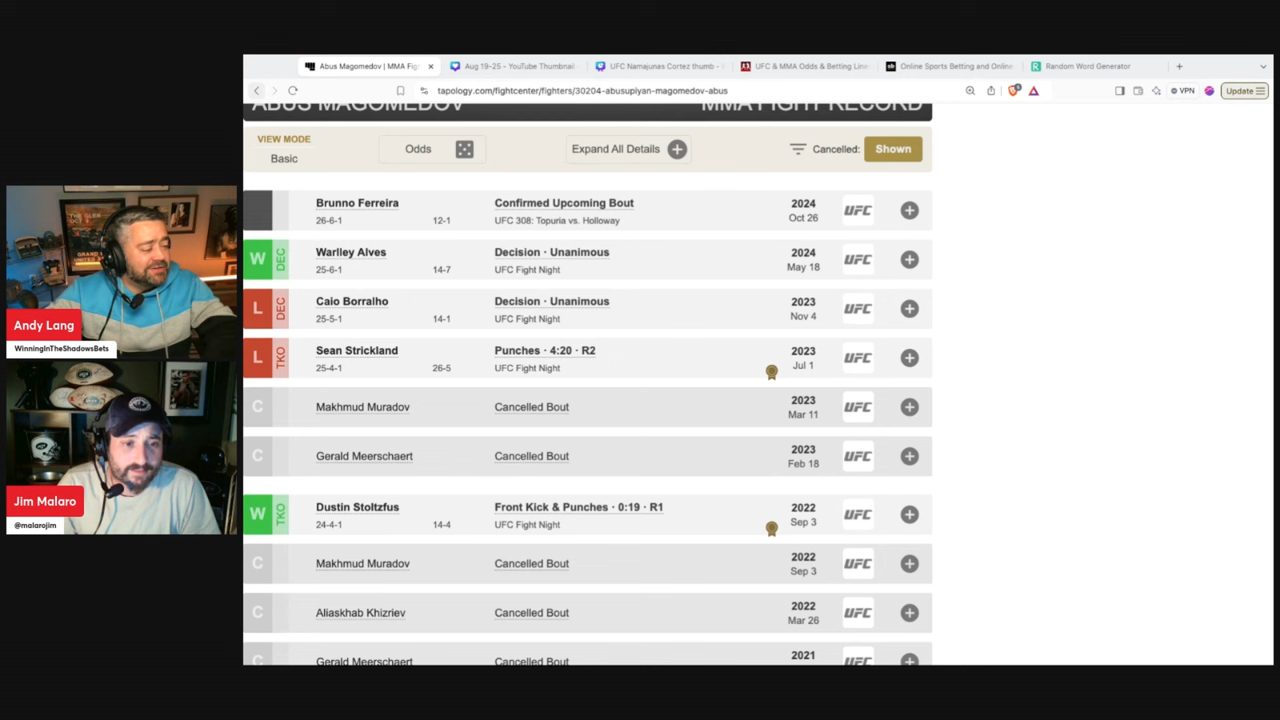 Abus Magomedov | MMA Fig
Aug 19-25 - YouTube Thumbnail
UFC Namajunas Cortez thumb -
UFC & MMA Odds & Betting Line
Online Sports Betting and Online
Random Word Generator
tapology.com/fightcenter/fighters/30204-abusupiyan-magomedov-abus
VPN
Update
ABUS MAGOMEDOV
MMA FIGHT RECORD
VIEW MODE
Basic
Odds
Expand All Details
Cancelled:
Shown
Brunno Ferreira Confirmed Upcoming Bout 2024 UFC
26-6-1 12-1 UFC 308: Topuria vs. Holloway Oct 26
W DEC Warlley Alves Decision · Unanimous 2024 UFC
25-6-1 14-7 UFC Fight Night May 18
L DEC Caio Borralho Decision · Unanimous 2023 UFC
25-5-1 14-1 UFC Fight Night Nov 4
L TKO Sean Strickland Punches · 4:20 · R2 2023 UFC
25-4-1 26-5 UFC Fight Night Jul 1
C Makhmud Muradov Cancelled Bout 2023 UFC
Mar 11
C Gerald Meerschaert Cancelled Bout 2023 UFC
Feb 18
W TKO Dustin Stoltzfus Front Kick & Punches · 0:19 · R1 2022 UFC
24-4-1 14-4 UFC Fight Night Sep 3
C Makhmud Muradov Cancelled Bout 2022 UFC
Sep 3
C Aliaskhab Khizriev Cancelled Bout 2022 UFC
Mar 26
C Gerald Meerschaert Cancelled Bout 2021 UFC
Andy Lang
WinningInTheShadowsBets
Jim Malaro
@malarojim
JETS